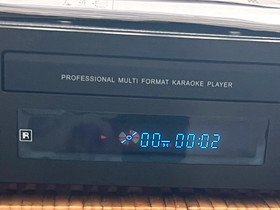 PROFESSIONAL MULTI FORMAT KARAOKE PLAYER
R 00 00:02